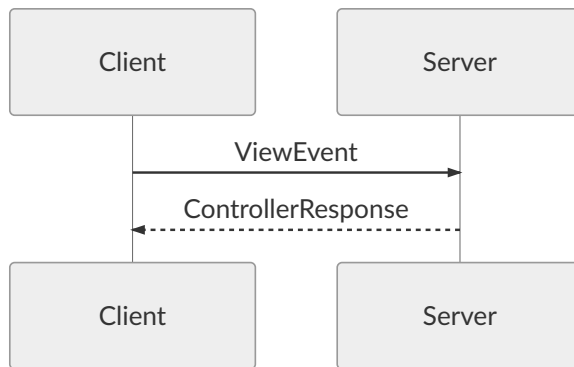 Client
Server
ViewEvent
ControllerResponse
Client
Server